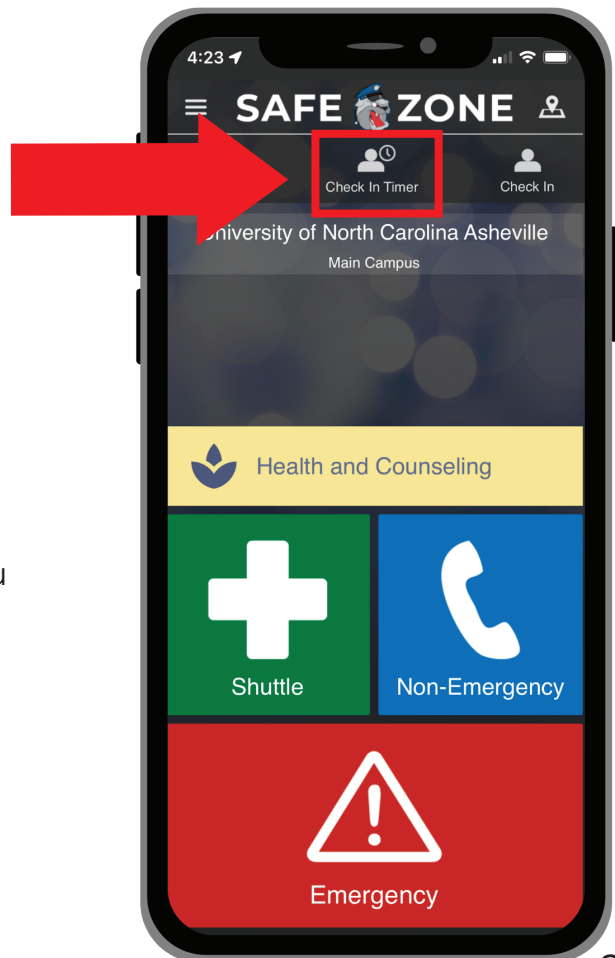 4:23
SAFE ZONE
Check In Timer
Check In
University of North Carolina Asheville
Main Campus
Health and Counseling
Shuttle
Non-Emergency
Emergency